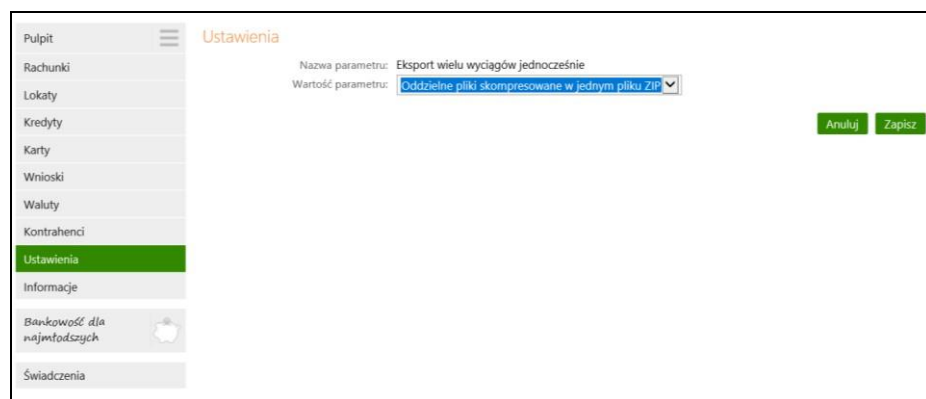 Pulpit
Rachunki
Lokaty
Kredyty
Karty
Wnioski
Waluty
Kontrahenci
Ustawienia
Informacje
Bankowość dla
najmłodszych
Świadczenia
Ustawienia
Nazwa parametru: Eksport wielu wyciągów jednocześnie
Wartość parametru: Oddzielne pliki skompresowane w jednym pliku ZIP
Anuluj Zapisz